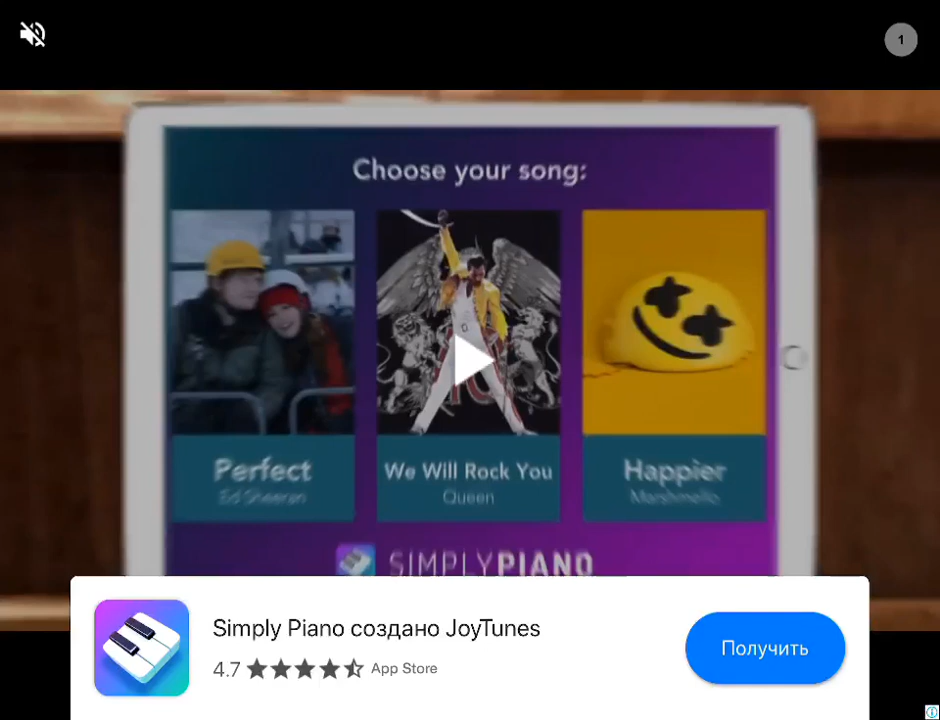 1
Choose your song:
Perfect
Ed Sheeran
We Will Rock You
Queen
Happier
Marshmello
SIMPLYPIANO
Simply Piano создано JoyTunes
4.7 App Store
Получить